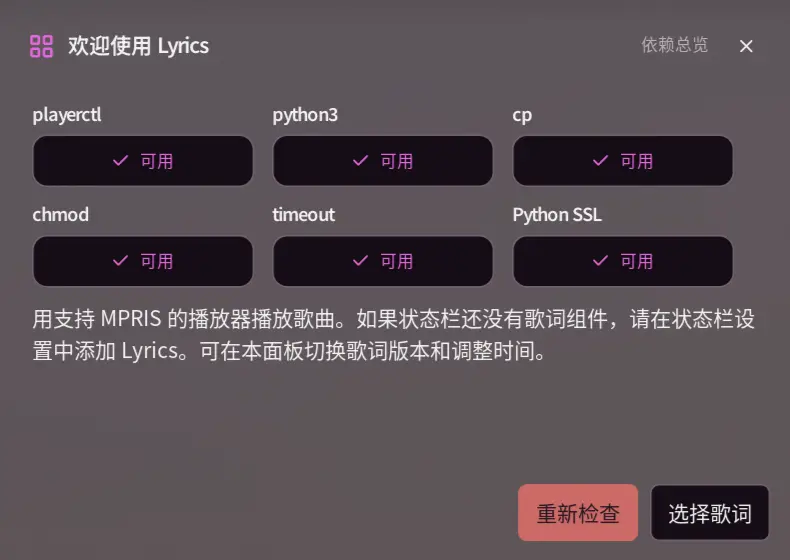 欢迎使用 Lyrics 依赖总览
playerctl python3 cp
可用 可用 可用
chmod timeout Python SSL
可用 可用 可用
用支持 MPRIS 的播放器播放歌曲。如果状态栏还没有歌词组件，请在状态栏设
置中添加 Lyrics。可在本面板切换歌词版本和调整时间。
重新检查 选择歌词